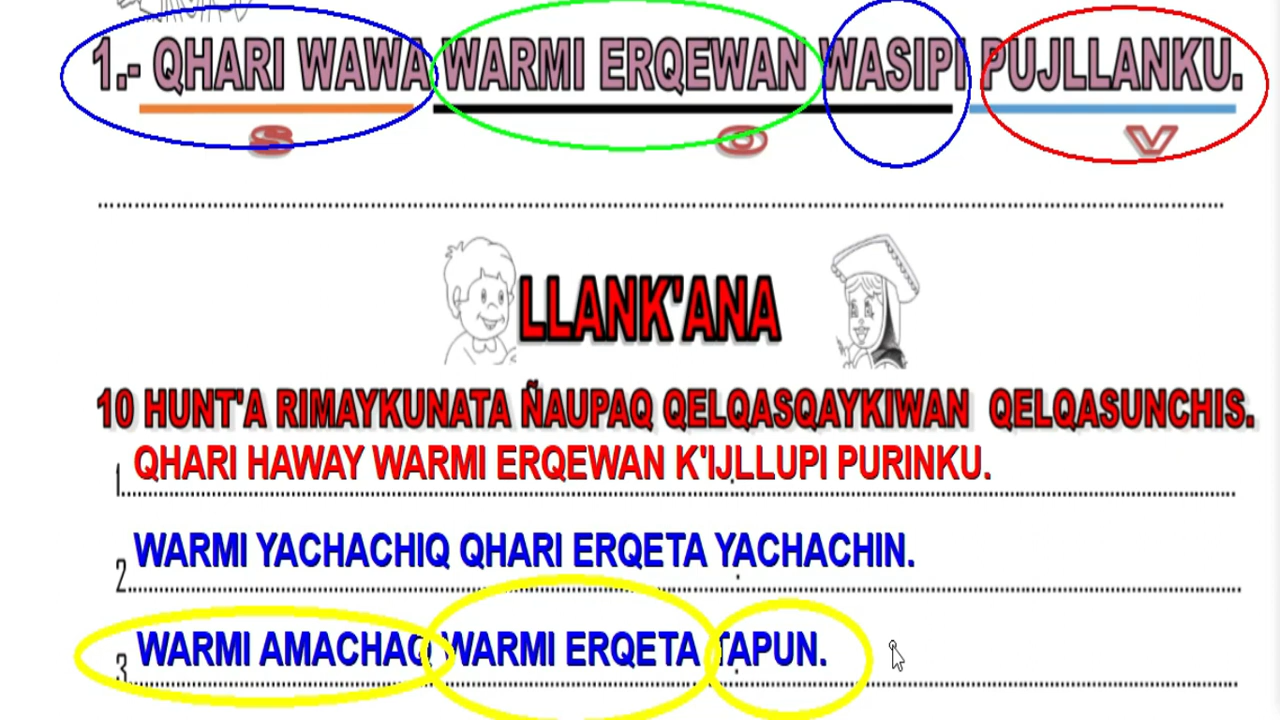 1.- QHARI WAWA WARMI ERQEWAN WASIPI PUJLLANKU.
S O V
LLANK'ANA
10 HUNT'A RIMAYKUNATA ÑAUPAQ QELQASQAYKIWAN QELQASUNCHIS.
1. QHARI HAWAY WARMI ERQEWAN K'IJLLUPI PURINKU.
2. WARMI YACHACHIQ QHARI ERQETA YACHACHIN.
3. WARMI AMACHAQ WARMI ERQETA TAPUN.